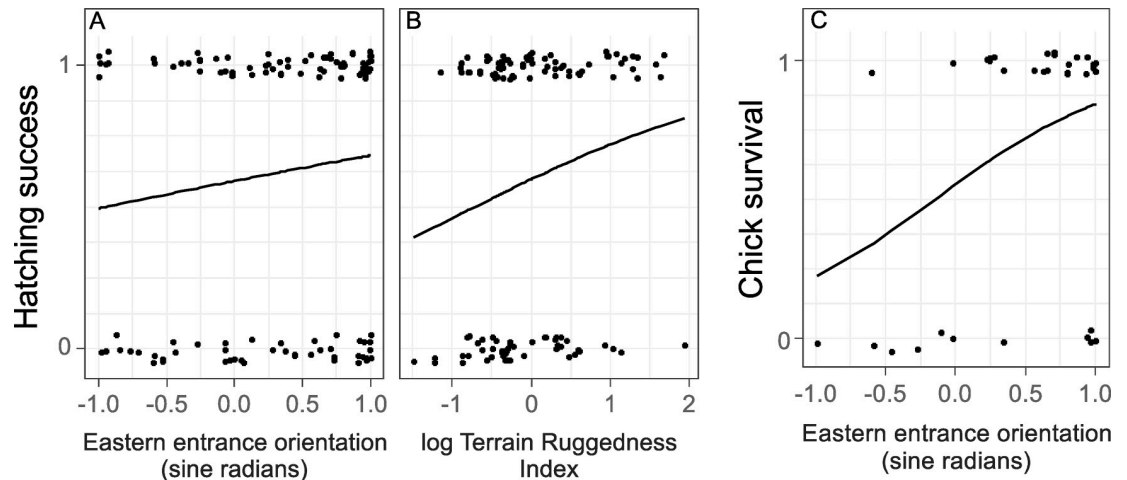 A
B
C
Hatching success
1
0
-1.0 -0.5 0.0 0.5 1.0
Eastern entrance orientation
(sine radians)
-1 0 1 2
log Terrain Ruggedness
Index
Chick survival
1
0
-1.0 -0.5 0.0 0.5 1.0
Eastern entrance orientation
(sine radians)